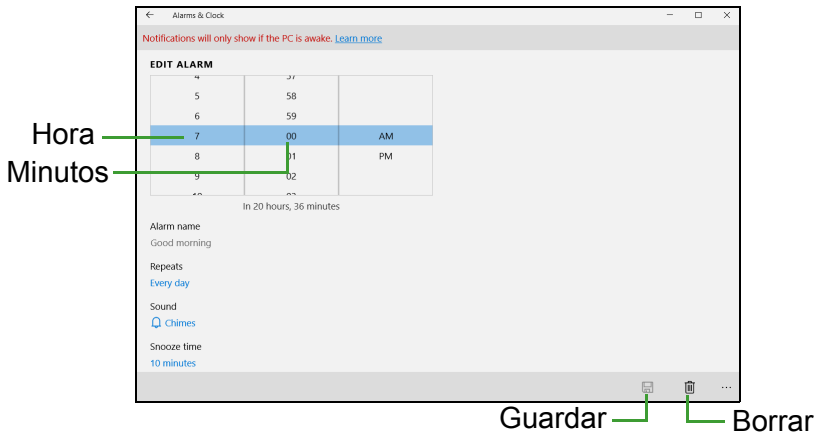 Alarms & Clock
Notifications will only show if the PC is awake. Learn more
EDIT ALARM
5 58
6 59
Hora 7 00 AM
8 01 PM
Minutos 9 02
In 20 hours, 36 minutes
Alarm name
Good morning
Repeats
Every day
Sound
Chimes
Snooze time
10 minutes
Guardar Borrar